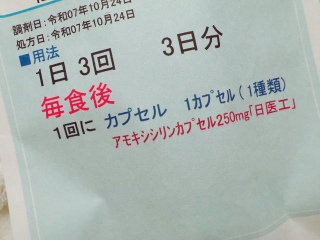 調剤日:令和07年10月24日
処方日:令和07年10月24日
■用法
1日 3回 3日分
毎食後
1回に カプセル 1カプセル(1種類)
アモキシシリンカプセル250mg「日医工」